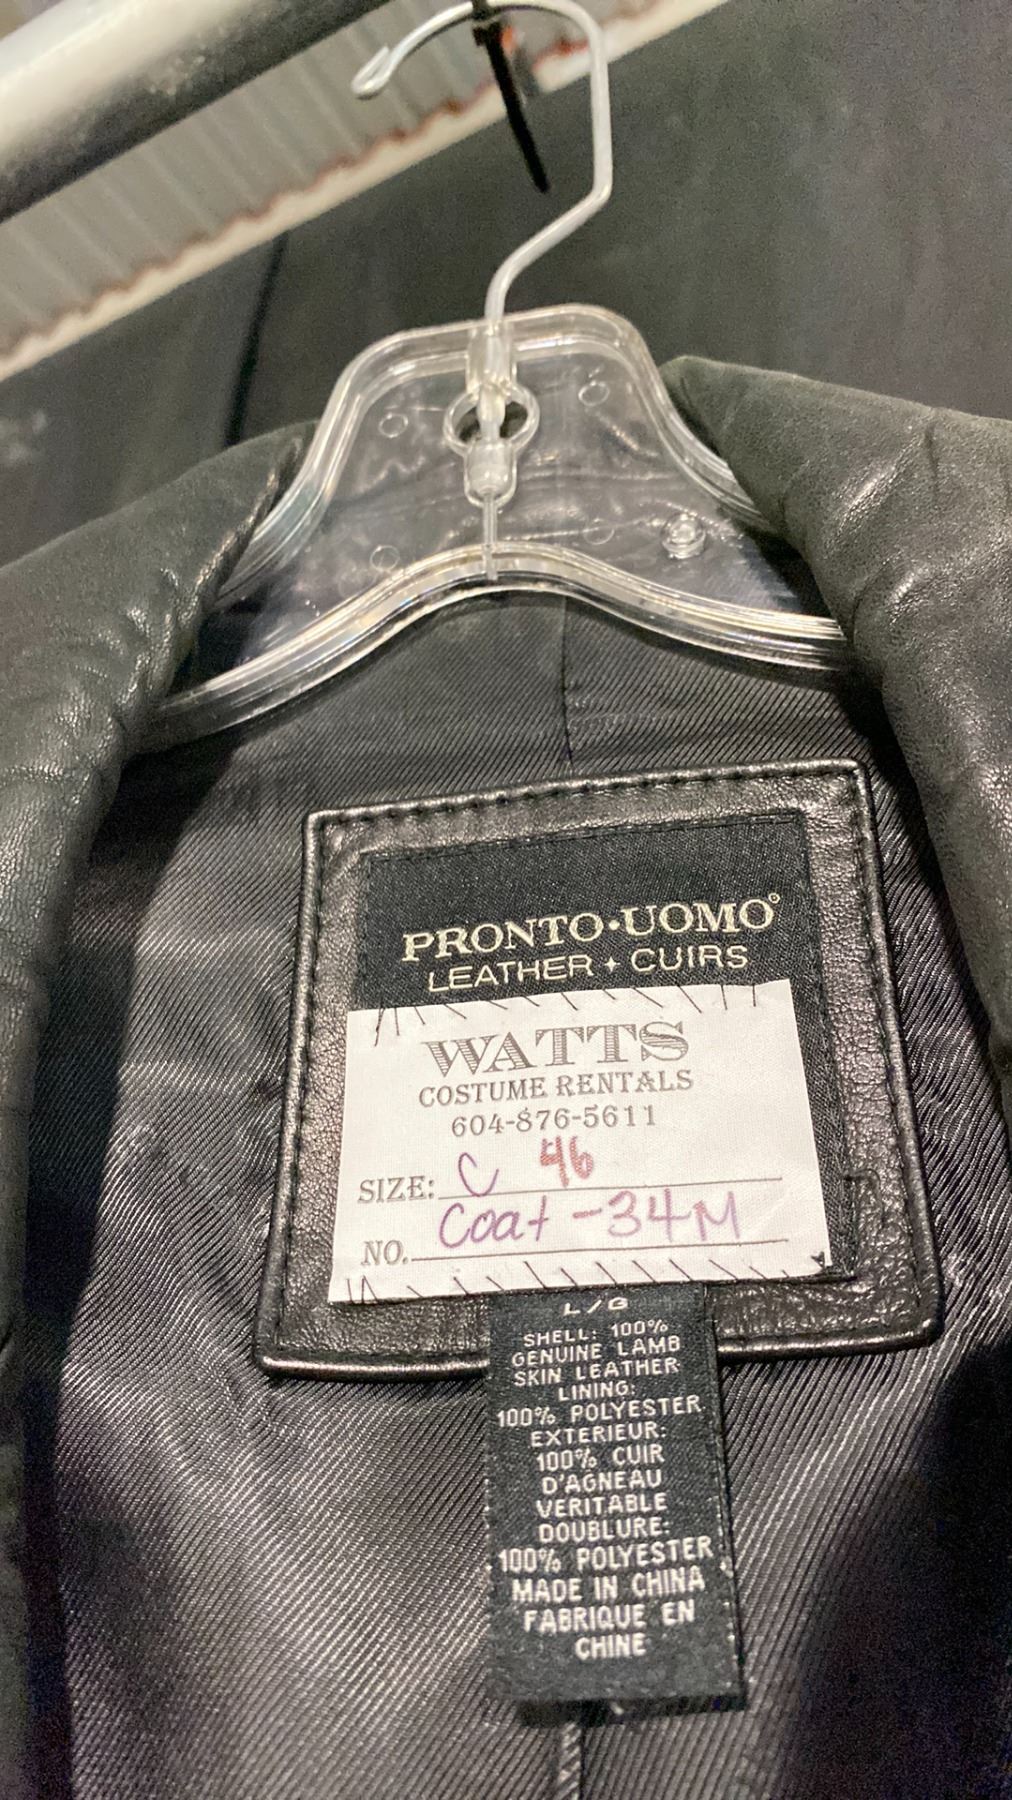 PRONTO•UOMO®
LEATHER + CUIRS
WATTS
COSTUME RENTALS
604-876-5611
SIZE: C 46
NO. Coat -34M
L/G
SHELL: 100%
GENUINE LAMB
SKIN LEATHER
LINING:
100% POLYESTER
EXTERIEUR:
100% CUIR
D'AGNEAU
VERITABLE
DOUBLURE:
100% POLYESTER
MADE IN CHINA
FABRIQUE EN
CHINE